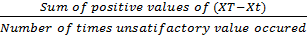 Sum of positive values of (XT−Xt)
Number of times unsatifactory value occured